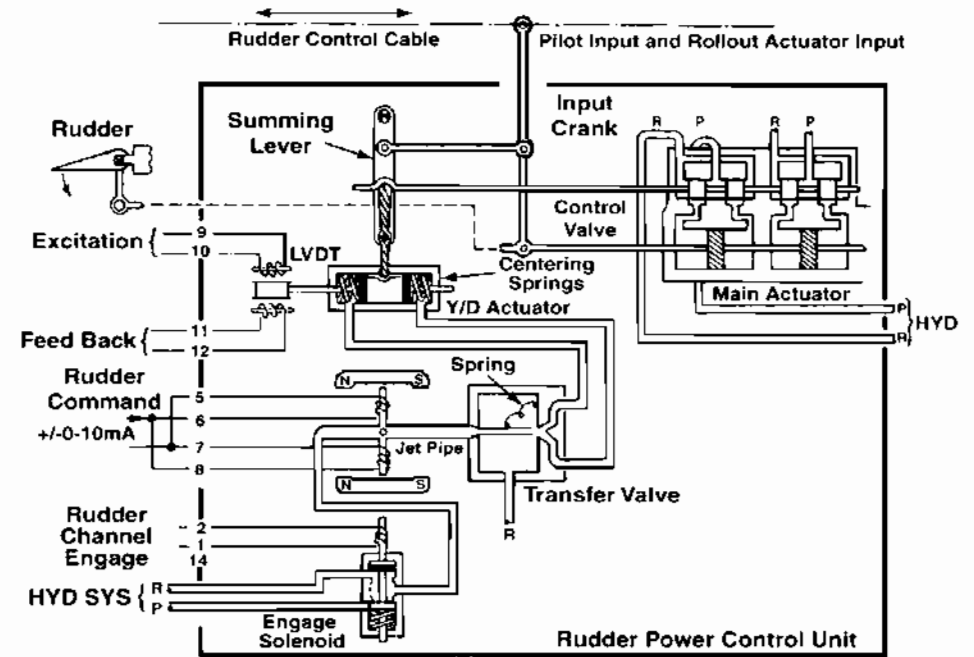 Rudder Control Cable
Pilot Input and Rollout Actuator Input
Rudder
Summing
Lever
Input
Crank
R
P
R
P
Control
Valve
Excitation
9
10
LVDT
Centering
Springs
Y/D Actuator
Main Actuator
P
R
HYD
Feed Back
11
12
Rudder
Command
+/-0-10mA
5
6
7
8
N
S
Jet Pipe
N
S
Spring
Transfer Valve
R
Rudder
Channel
Engage
2
1
14
HYD SYS
R
P
Engage
Solenoid
Rudder Power Control Unit